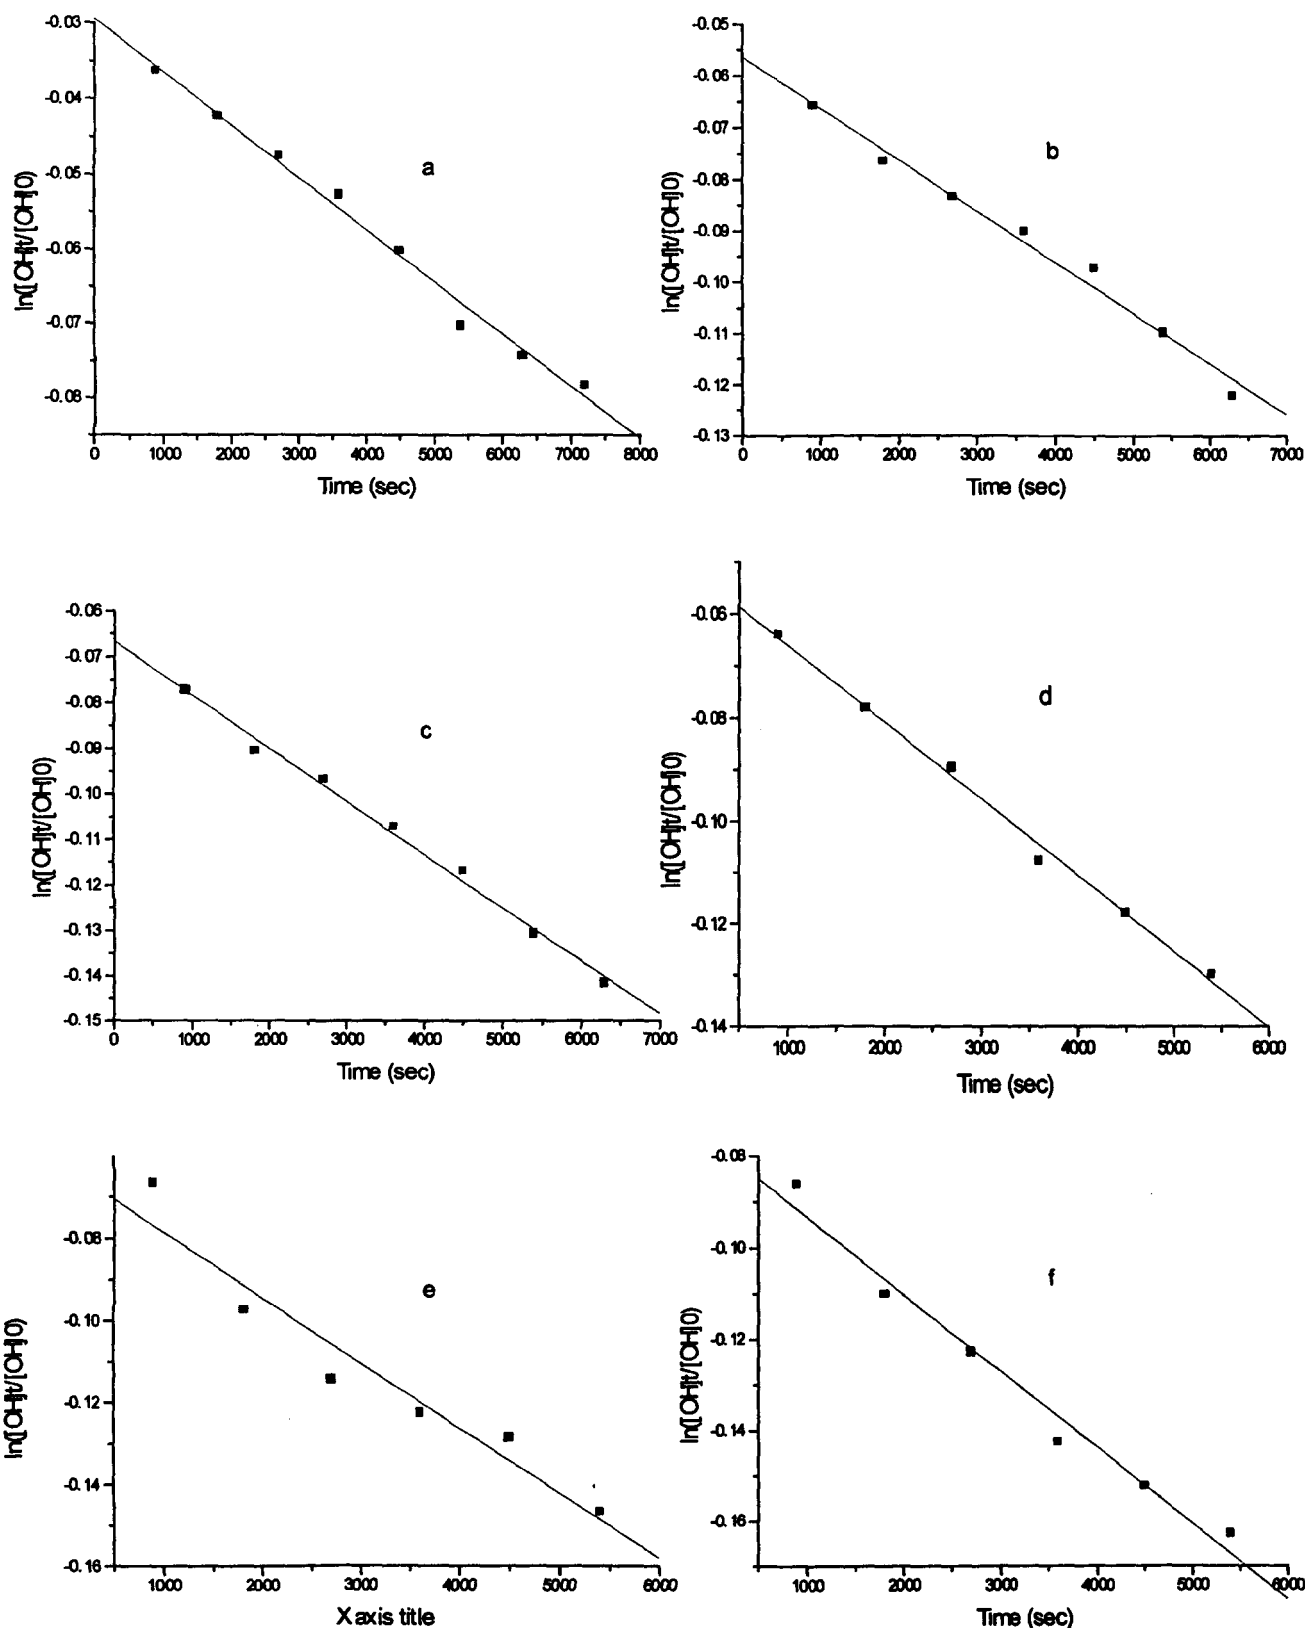 -0.03
-0.04
-0.05
-0.06
-0.07
-0.08
ln([OH]t/[OH]0)
a
0 1000 2000 3000 4000 5000 6000 7000 8000
Time (sec)
-0.05
-0.06
-0.07
-0.08
-0.09
-0.10
-0.11
-0.12
-0.13
ln([OH]t/[OH]0)
b
0 1000 2000 3000 4000 5000 6000 7000
Time (sec)
-0.06
-0.07
-0.08
-0.09
-0.10
-0.11
-0.12
-0.13
-0.14
-0.15
ln([OH]t/[OH]0)
c
0 1000 2000 3000 4000 5000 6000 7000
Time (sec)
-0.06
-0.08
-0.10
-0.12
-0.14
ln([OH]t/[OH]0)
d
1000 2000 3000 4000 5000 6000
Time (sec)
-0.08
-0.10
-0.12
-0.14
-0.16
ln([OH]t/[OH]0)
e
1000 2000 3000 4000 5000 6000
X axis title
-0.08
-0.10
-0.12
-0.14
-0.16
ln([OH]t/[OH]0)
f
1000 2000 3000 4000 5000 6000
Time (sec)